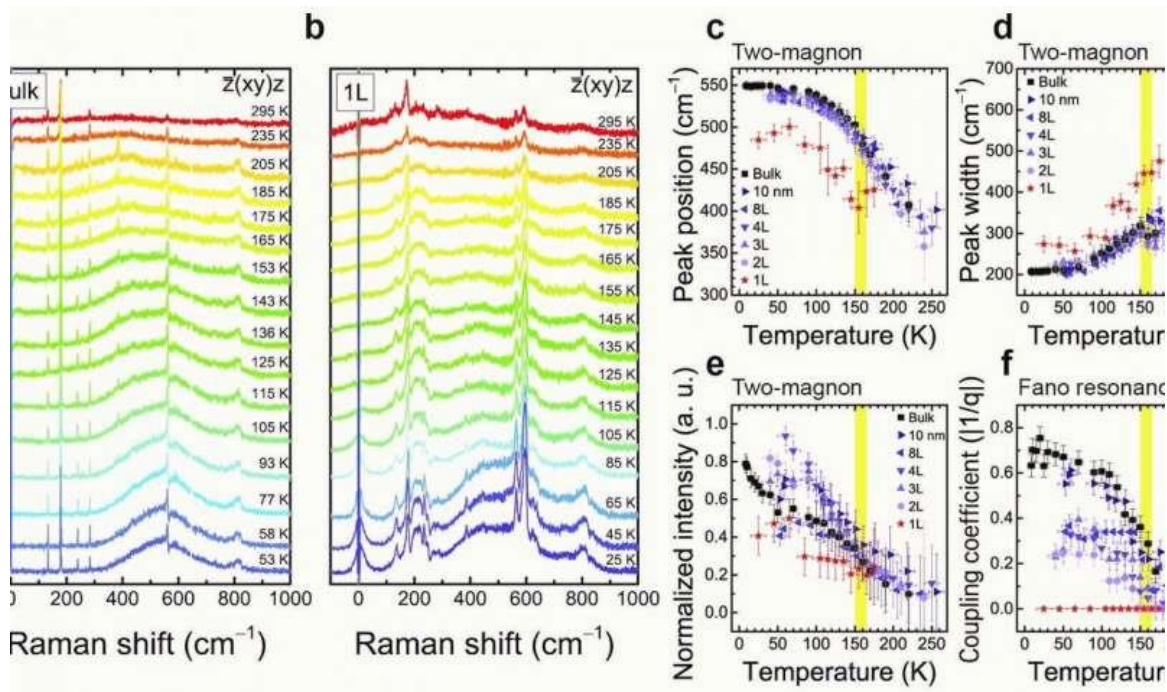 b
ulk
z̄(xy)z
295 K
235 K
205 K
185 K
175 K
165 K
153 K
143 K
136 K
125 K
115 K
105 K
93 K
77 K
58 K
53 K
0 200 400 600 800 1000
Raman shift (cm⁻¹)
1L
z̄(xy)z
295 K
235 K
205 K
185 K
175 K
165 K
155 K
145 K
135 K
125 K
115 K
105 K
85 K
65 K
45 K
25 K
0 200 400 600 800 1000
Raman shift (cm⁻¹)
c
Two-magnon
Peak position (cm⁻¹)
550
500
450
400
350
300
Bulk
10 nm
8L
4L
3L
2L
1L
0 50 100 150 200 250
Temperature (K)
d
Two-magnon
Peak width (cm⁻¹)
700
600
500
400
300
200
Bulk
10 nm
8L
4L
3L
2L
1L
0 50 100 150
Temperature (K
e
Two-magnon
Normalized intensity (a. u.)
1.0
0.8
0.6
0.4
0.2
0.0
Bulk
10 nm
8L
4L
3L
2L
1L
0 50 100 150 200 250
Temperature (K)
f
Fano resonanc
Coupling coefficient (|1/q|)
0.8
0.6
0.4
0.2
0.0
0 50 100 150
Temperature